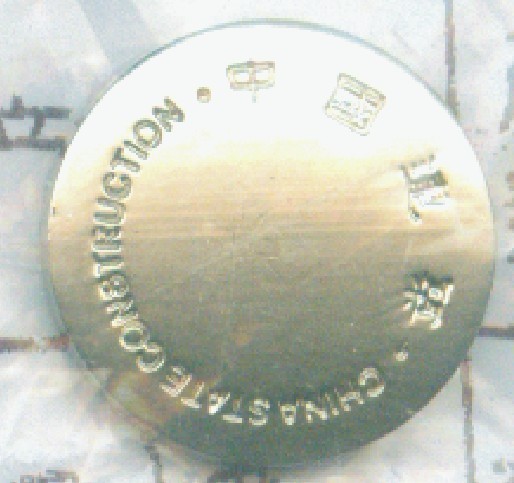 中国建筑
CHINA STATE CONSTRUCTION